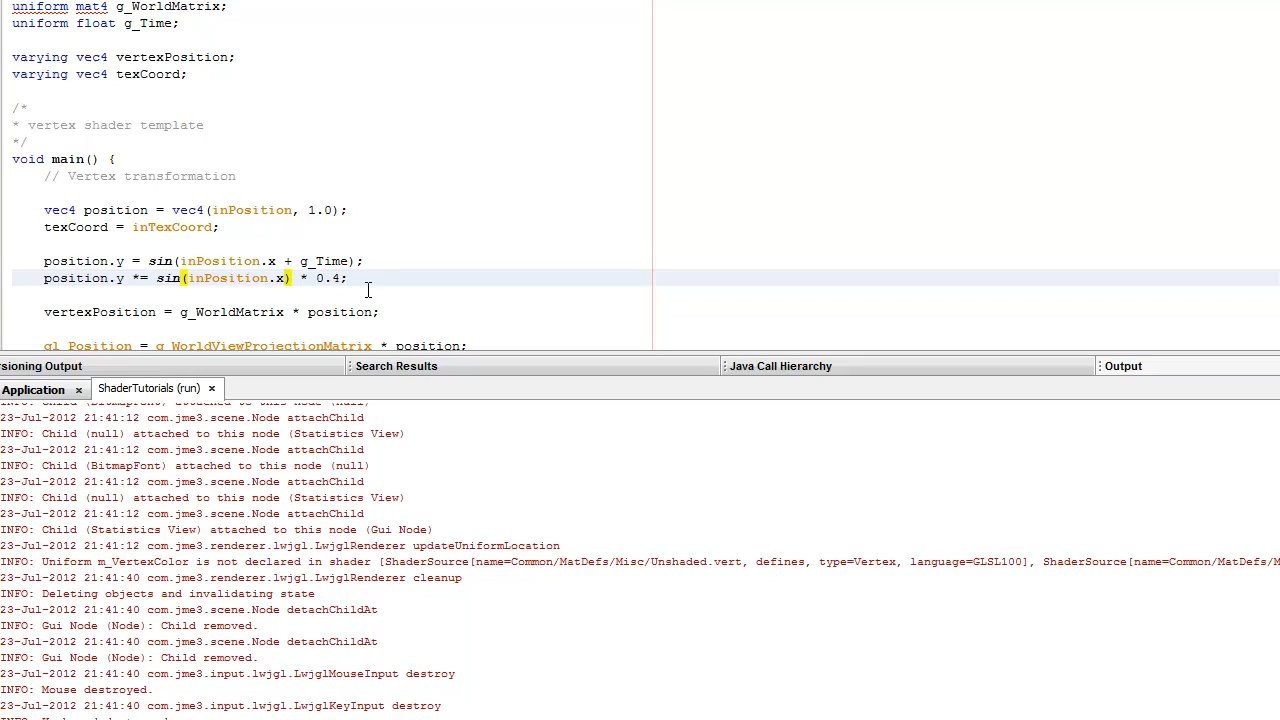 uniform mat4 g_WorldMatrix;
uniform float g_Time;
varying vec4 vertexPosition;
varying vec4 texCoord;
/*
* vertex shader template
*/
void main() {
// Vertex transformation
vec4 position = vec4(inPosition, 1.0);
texCoord = inTexCoord;
position.y = sin(inPosition.x + g_Time);
position.y *= sin(inPosition.x) * 0.4;
vertexPosition = g_WorldMatrix * position;
gl_Position = g_WorldViewProjectionMatrix * position;
sioning Output Search Results Java Call Hierarchy Output
Application × ShaderTutorials (run) ×
INFO: Child (BitmapFont) attached to this node (null)
23-Jul-2012 21:41:12 com.jme3.scene.Node attachChild
INFO: Child (null) attached to this node (Statistics View)
23-Jul-2012 21:41:12 com.jme3.scene.Node attachChild
INFO: Child (BitmapFont) attached to this node (null)
23-Jul-2012 21:41:12 com.jme3.scene.Node attachChild
INFO: Child (null) attached to this node (Statistics View)
23-Jul-2012 21:41:12 com.jme3.scene.Node attachChild
INFO: Child (Statistics View) attached to this node (Gui Node)
23-Jul-2012 21:41:12 com.jme3.renderer.lwjgl.LwjglRenderer updateUniformLocation
INFO: Uniform m_VertexColor is not declared in shader [ShaderSource[name=Common/MatDefs/Misc/Unshaded.vert, defines, type=Vertex, language=GLSL100], ShaderSource[name=Common/MatDefs/M
23-Jul-2012 21:41:40 com.jme3.renderer.lwjgl.LwjglRenderer cleanup
INFO: Deleting objects and invalidating state
23-Jul-2012 21:41:40 com.jme3.scene.Node detachChildAt
INFO: Gui Node (Node): Child removed.
23-Jul-2012 21:41:40 com.jme3.scene.Node detachChildAt
INFO: Gui Node (Node): Child removed.
23-Jul-2012 21:41:40 com.jme3.input.lwjgl.LwjglMouseInput destroy
INFO: Mouse destroyed.
23-Jul-2012 21:41:40 com.jme3.input.lwjgl.LwjglKeyInput destroy